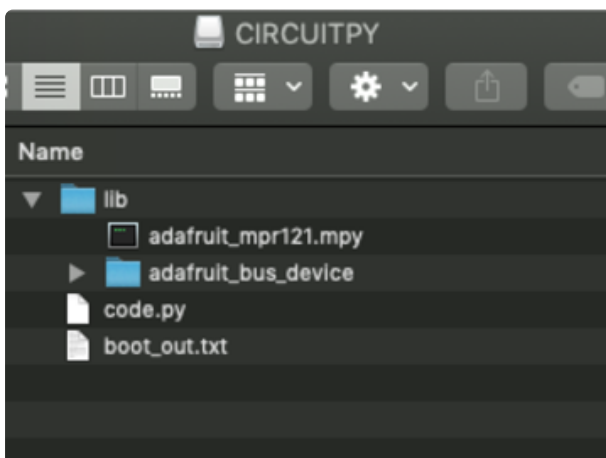 CIRCUITPY
Name
lib
adafruit_mpr121.mpy
adafruit_bus_device
code.py
boot_out.txt